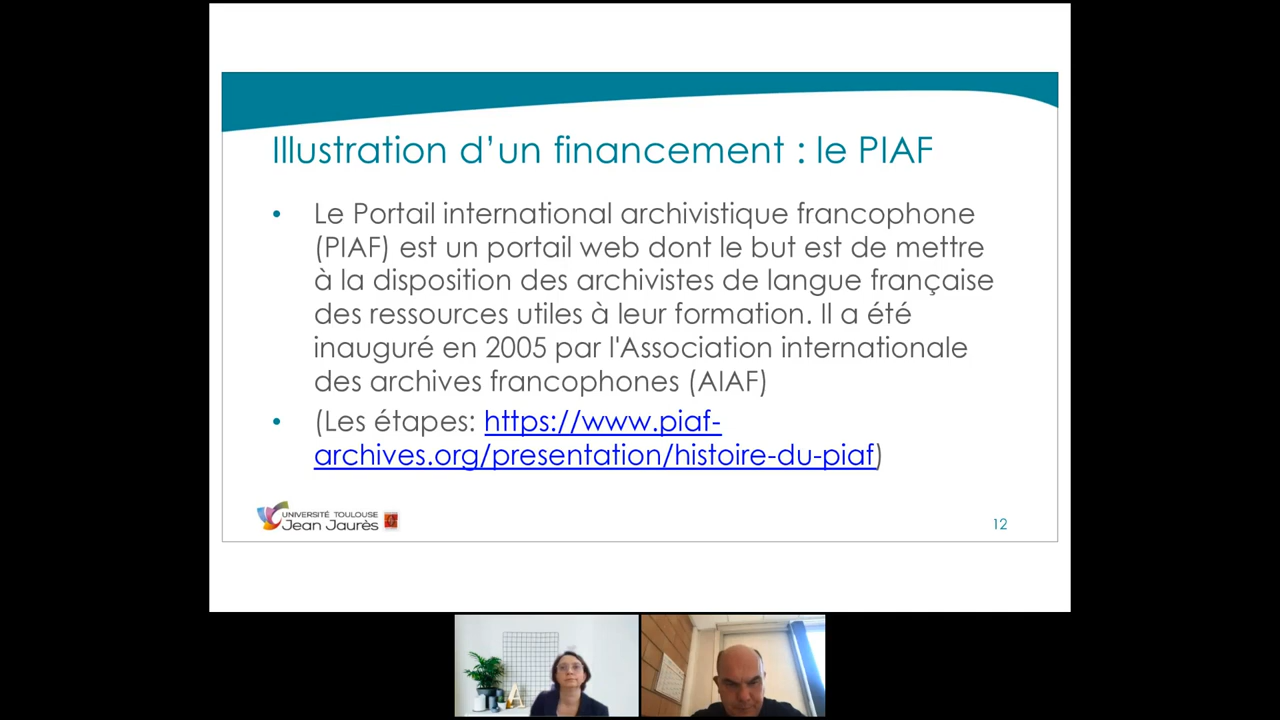 Illustration d’un financement : le PIAF
• Le Portail international archivistique francophone
(PIAF) est un portail web dont le but est de mettre
à la disposition des archivistes de langue française
des ressources utiles à leur formation. Il a été
inauguré en 2005 par l'Association internationale
des archives francophones (AIAF)
• (Les étapes: https://www.piaf-
archives.org/presentation/histoire-du-piaf)
UNIVERSITÉ TOULOUSE
Jean Jaurès
12
A